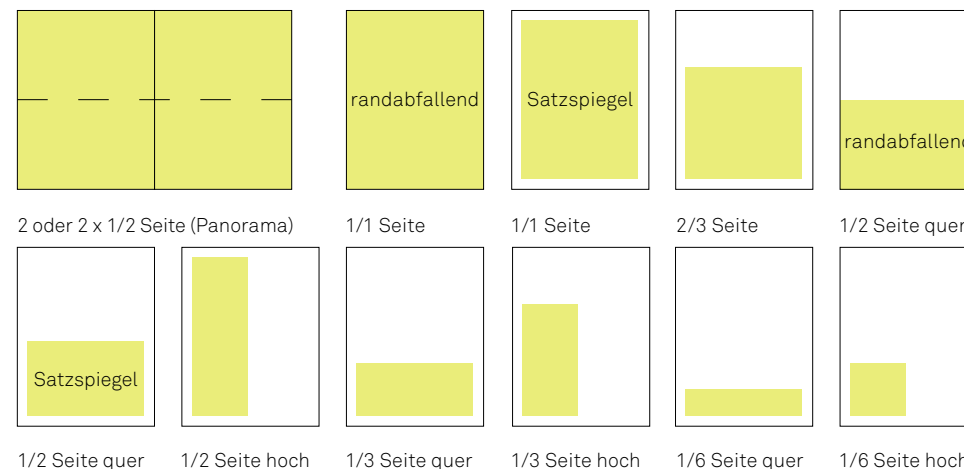 randabfallend
Satzspiegel
randabfallend
2 oder 2 x 1/2 Seite (Panorama)
1/1 Seite
1/1 Seite
2/3 Seite
1/2 Seite quer
Satzspiegel
1/2 Seite quer
1/2 Seite hoch
1/3 Seite quer
1/3 Seite hoch
1/6 Seite quer
1/6 Seite hoch